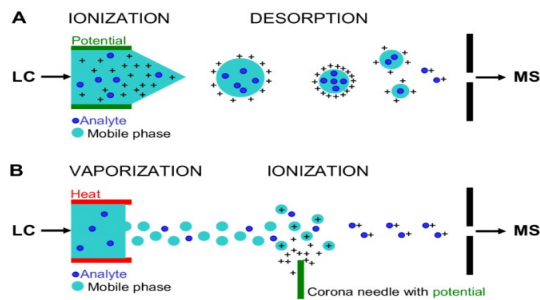 A
IONIZATION
DESORPTION
Potential
LC
MS
Analyte
Mobile phase
B
VAPORIZATION
IONIZATION
Heat
LC
MS
Analyte
Mobile phase
Corona needle with potential